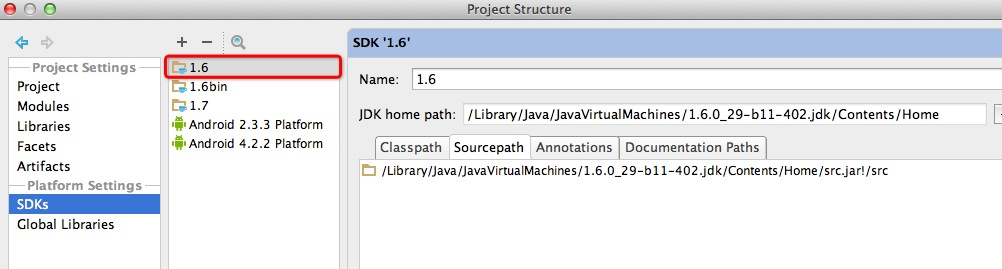 Project Structure
Project Settings
Project
Modules
Libraries
Facets
Artifacts
Platform Settings
SDKs
Global Libraries
1.6
1.6bin
1.7
Android 2.3.3 Platform
Android 4.2.2 Platform
SDK '1.6'
Name: 1.6
JDK home path: /Library/Java/JavaVirtualMachines/1.6.0_29-b11-402.jdk/Contents/Home
Classpath Sourcepath Annotations Documentation Paths
/Library/Java/JavaVirtualMachines/1.6.0_29-b11-402.jdk/Contents/Home/src.jar!/src